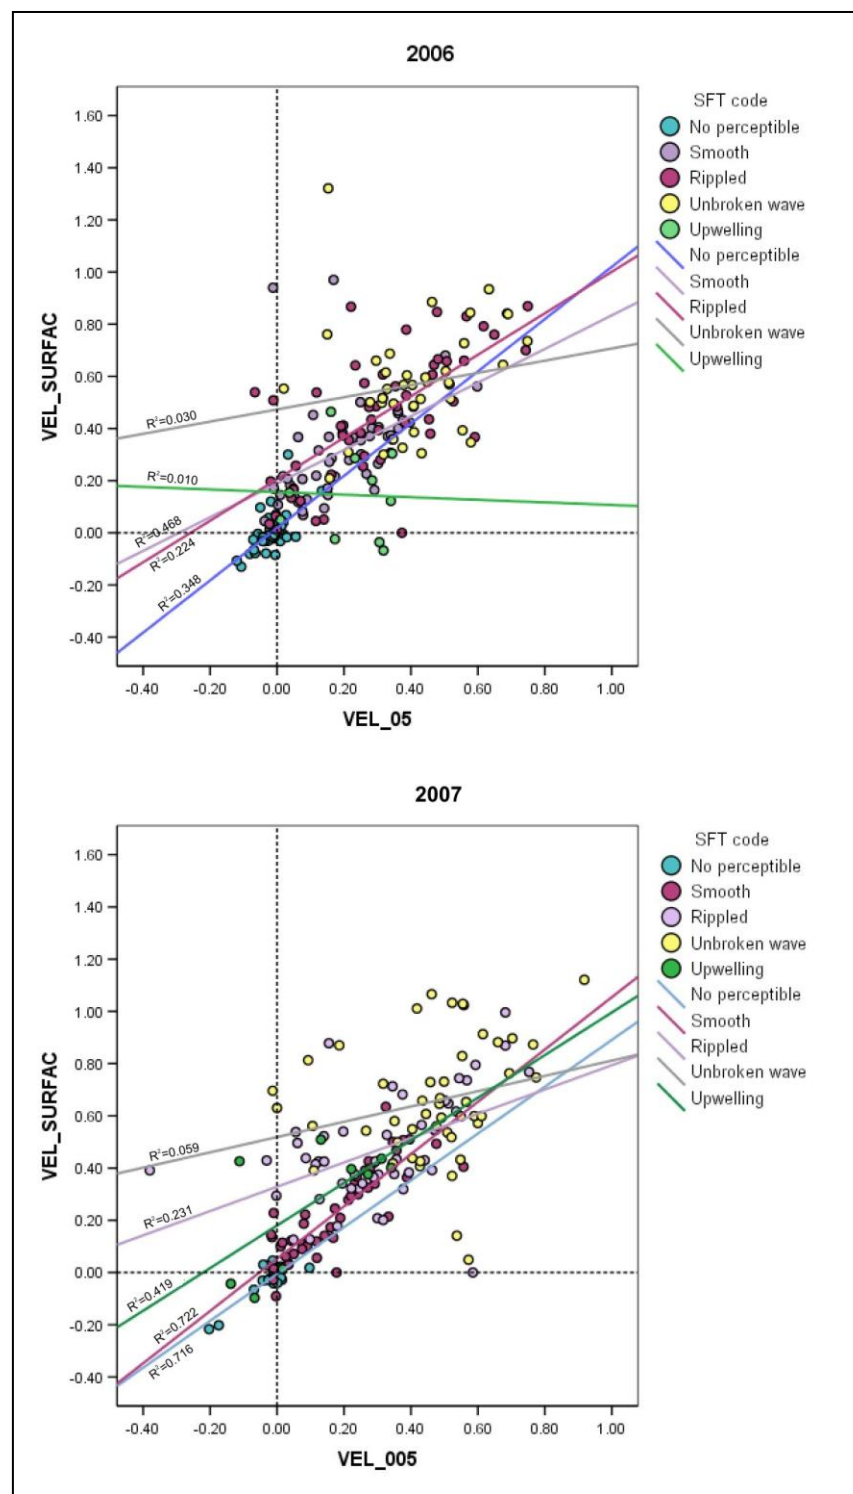 2006
SFT code
No perceptible
Smooth
Rippled
Unbroken wave
Upwelling
No perceptible
Smooth
Rippled
Unbroken wave
Upwelling
1.60
1.40
1.20
1.00
0.80
0.60
0.40
0.20
0.00
-0.20
-0.40
VEL_SURFAC
R²=0.030
R²=0.010
R²=0.468
R²=0.224
R²=0.348
-0.40 -0.20 0.00 0.20 0.40 0.60 0.80 1.00
VEL_05
2007
SFT code
No perceptible
Smooth
Rippled
Unbroken wave
Upwelling
No perceptible
Smooth
Rippled
Unbroken wave
Upwelling
1.60
1.40
1.20
1.00
0.80
0.60
0.40
0.20
0.00
-0.20
-0.40
VEL_SURFAC
R²=0.059
R²=0.231
R²=0.419
R²=0.722
R²=0.716
-0.40 -0.20 0.00 0.20 0.40 0.60 0.80 1.00
VEL_005